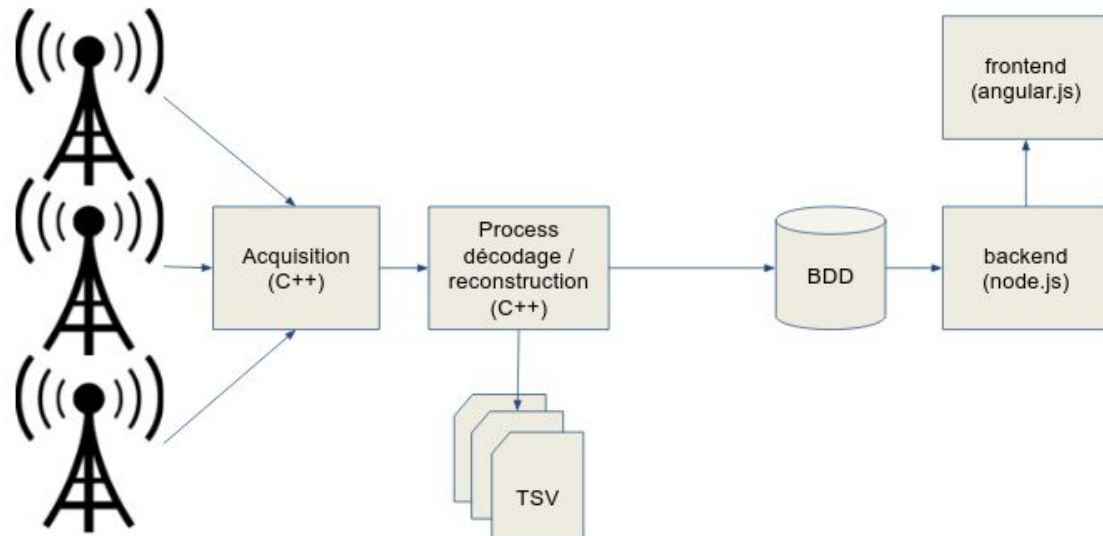 frontend
(angular.js)
Acquisition
(C++)
Process
décodage /
reconstruction
(C++)
BDD
backend
(node.js)
TSV